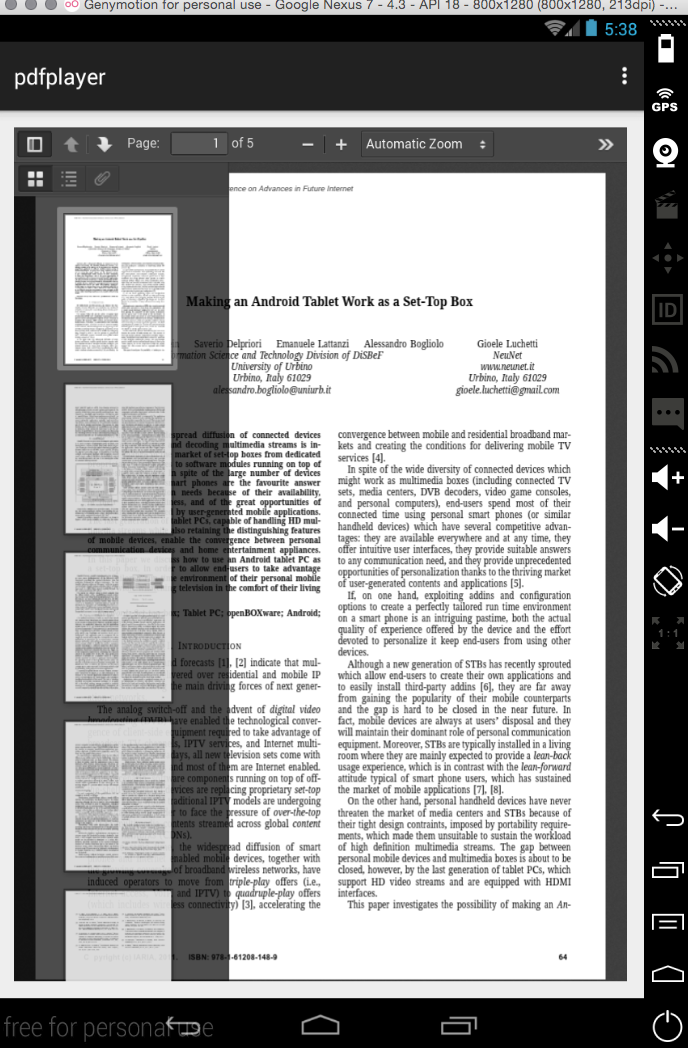 Genymotion for personal use - Google Nexus 7 - 4.3 - API 18 - 800x1280 (800x1280, 213dpi) -...
5:38
pdfplayer
GPS
Page: 1 of 5
Automatic Zoom
ID
1:1
rence on Advances in Future Internet
Making an Android Tablet Work as a Set-Top Box
Saverio Delpriori Emanuele Lattanzi Alessandro Bogliolo
rmation Science and Technology Division of DiSBeF
University of Urbino
Urbino, Italy 61029
alessandro.bogliolo@uniurb.it
Gioele Luchetti
NeuNet
www.neunet.it
Urbino, Italy 61029
gioele.luchetti@gmail.com
spread diffusion of connected devices
nd decoding multimedia streams is in-
market of set-top boxes from dedicated
to software modules running on top of
n spite of the large number of devices
art phones are the favourite answer
n needs because of their availability,
ness, and of the great opportunities of
d by user-generated mobile applications.
tablet PCs, capable of handling HD mul-
also retaining the distinguishing features
of mobile devices, enable the convergence between personal
communication devices and home entertainment appliances.
how to use an Android tablet PC as
to allow end-users to take advantage
e environment of their personal mobile
g television in the comfort of their living
x; Tablet PC; openBOXware; Android;
. INTRODUCTION
d forecasts [1], [2] indicate that mul-
vered over residential and mobile IP
the main driving forces of next gener-
The analog switch-off and the advent of digital video
broadcasting (DVB) have enabled the technological conver-
equipment required to take advantage of
s, IPTV services, and Internet multi-
days, all new television sets come with
nd most of them are Internet enabled.
are components running on top of off-
evices are replacing proprietary set-top
raditional IPTV models are undergoing
r to face the pressure of over-the-top
ntents streamed across global content
ONs).
, the widespread diffusion of smart
nabled mobile devices, together with
the growing coverage of broadband wireless networks, have
induced operators to move from triple-play offers (i.e.,
and IPTV) to quadruple-play offers
less connectivity) [3], accelerating the
convergence between mobile and residential broadband mar-
kets and creating the conditions for delivering mobile TV
services [4].
In spite of the wide diversity of connected devices which
might work as multimedia boxes (including connected TV
sets, media centers, DVB decoders, video game consoles,
and personal computers), end-users spend most of their
connected time using personal smart phones (or similar
handheld devices) which have several competitive advan-
tages: they are available everywhere and at any time, they
offer intuitive user interfaces, they provide suitable answers
to any communication need, and they provide unprecedented
opportunities of personalization thanks to the thriving market
of user-generated contents and applications [5].
If, on one hand, exploiting addins and configuration
options to create a perfectly tailored run time environment
on a smart phone is an intriguing pastime, both the actual
quality of experience offered by the device and the effort
devoted to personalize it keep end-users from using other
devices.
Although a new generation of STBs has recently sprouted
which allow end-users to create their own applications and
to easily install third-party addins [6], they are far away
from gaining the popularity of their mobile counterparts
and the gap is hard to be closed in the near future. In
fact, mobile devices are always at users' disposal and they
will maintain their dominant role of personal communication
equipment. Moreover, STBs are typically installed in a living
room where they are mainly expected to provide a lean-back
usage experience, which is in contrast with the lean-forward
attitude typical of smart phone users, which has sustained
the market of mobile applications [7], [8].
On the other hand, personal handheld devices have never
threaten the market of media centers and STBs because of
their tight design contraints, imposed by portability require-
ments, which made them unsuitable to sustain the workload
of high definition multimedia streams. The gap between
personal mobile devices and multimedia boxes is about to be
closed, however, by the last generation of tablet PCs, which
support HD video streams and are equipped with HDMI
interfaces.
This paper investigates the possibility of making an An-
ISBN: 978-1-61208-148-9
64
free for personal use